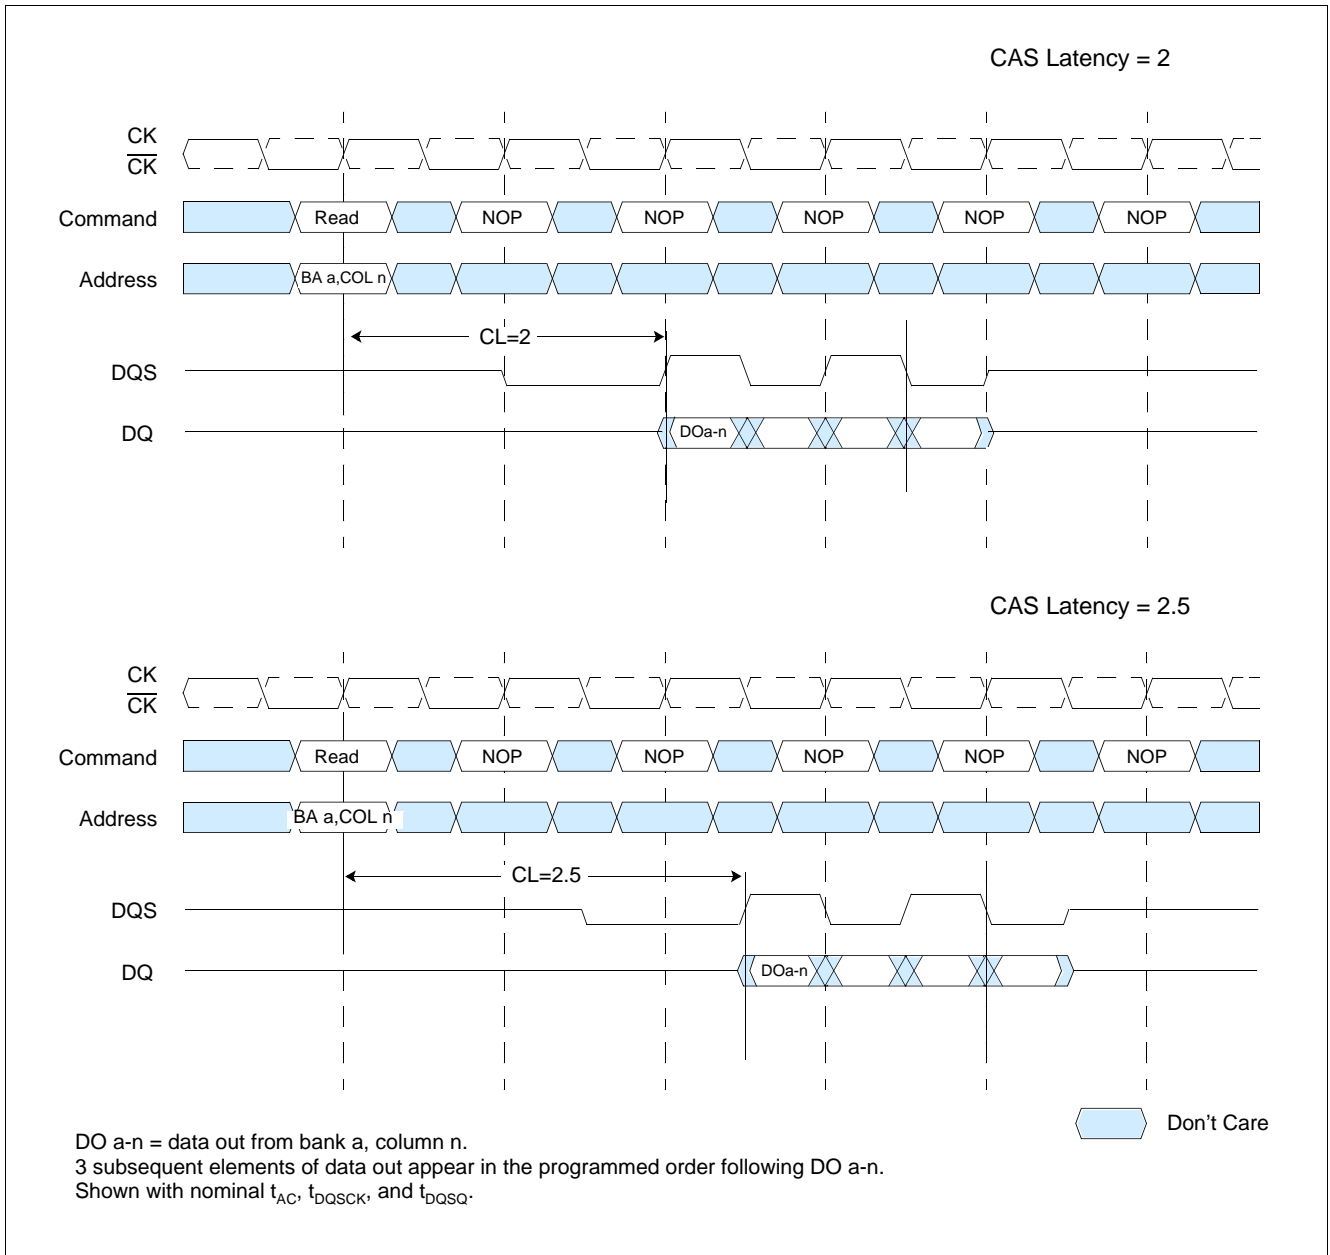 CAS Latency = 2
CK
CK
Command
Read NOP NOP NOP NOP NOP
Address
BA a,COL n
CL=2
DQS
DQ
DOa-n
CAS Latency = 2.5
CK
CK
Command
Read NOP NOP NOP NOP NOP
Address
BA a,COL n
CL=2.5
DQS
DQ
DOa-n
Don't Care
DO a-n = data out from bank a, column n.
3 subsequent elements of data out appear in the programmed order following DO a-n.
Shown with nominal tAC, tDQSCK, and tDQSQ.